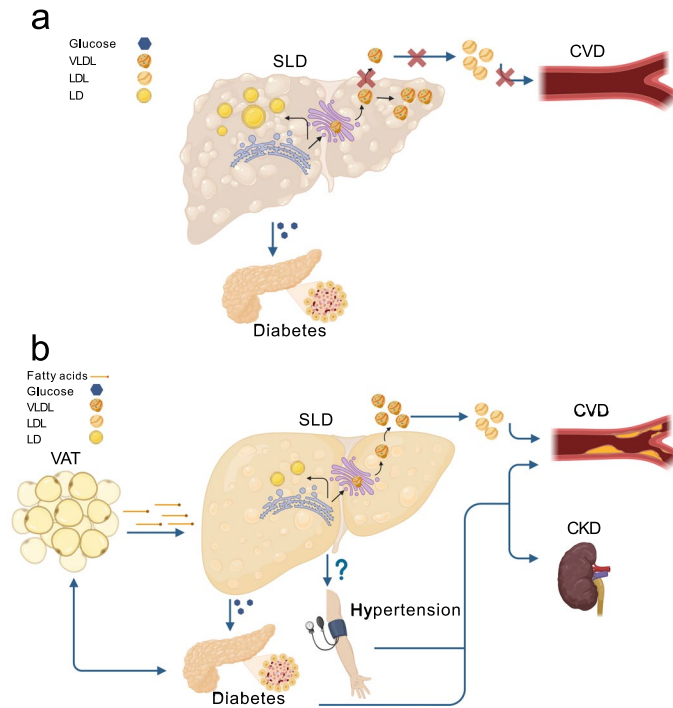 a
Glucose
VLDL
LDL
LD
SLD
CVD
Diabetes
b
Fatty acids
Glucose
VLDL
LDL
LD
VAT
SLD
CVD
CKD
?
Hypertension
Diabetes